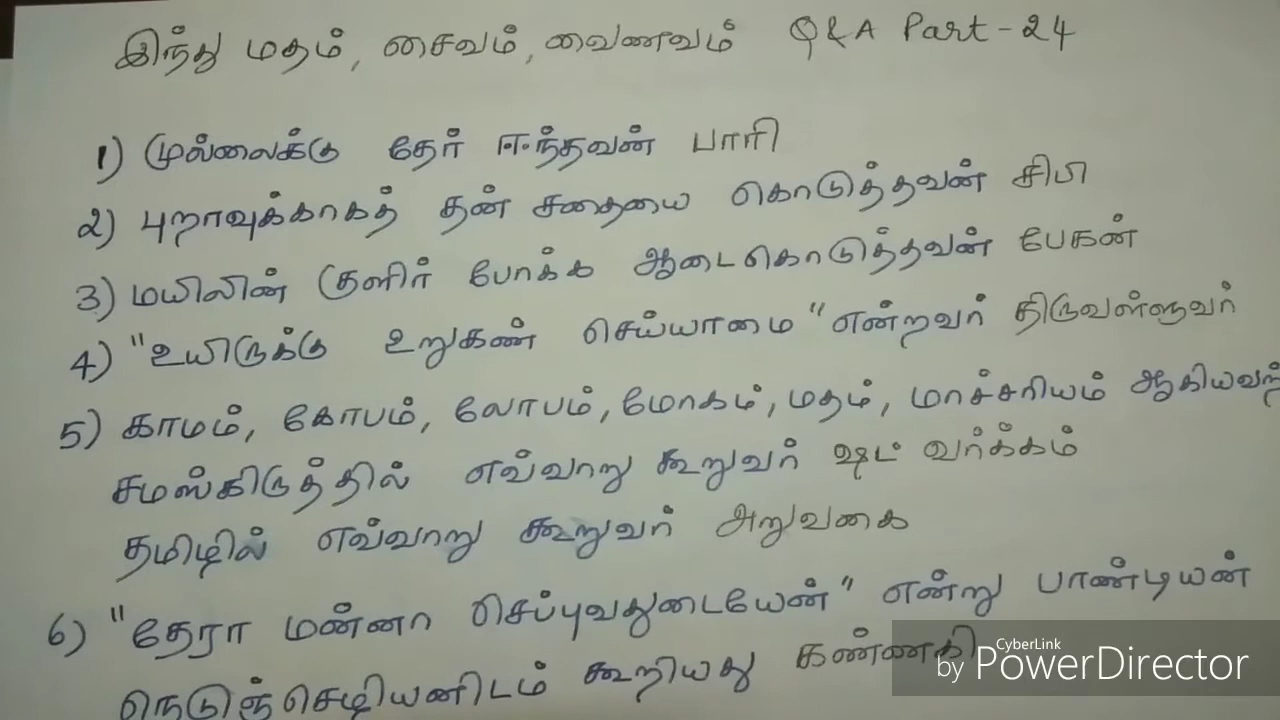 இந்து மதம், சைவம், வைணவம் Q&A Part-24
1) முல்லைக்கு தேர் ஈந்தவன் பாரி
2) புறாவுக்காகத் தன் சதையை கொடுத்தவன் சிபி
3) மயிலின் குளிர் போக்க ஆடைகொடுத்தவன் பேகன்
4) "உயிருக்கு உறுகண் செய்யாமை" என்றவர் திருவள்ளுவர்
5) காமம், கோபம், லோபம், மோகம், மதம், மாச்சரியம் ஆகியவற்
சமஸ்கிடுத்தில் எவ்வாறு கூறுவர் ஷட் வர்க்கம்
தமிழில் எவ்வாறு கூறுவர் அறுவகை
6) "தேரா மன்னா செப்புவதுடையேன்" என்று பாண்டியன்
நெடுஞ்செழியனிடம் கூறியது கண்ணகி
CyberLink
by PowerDirector